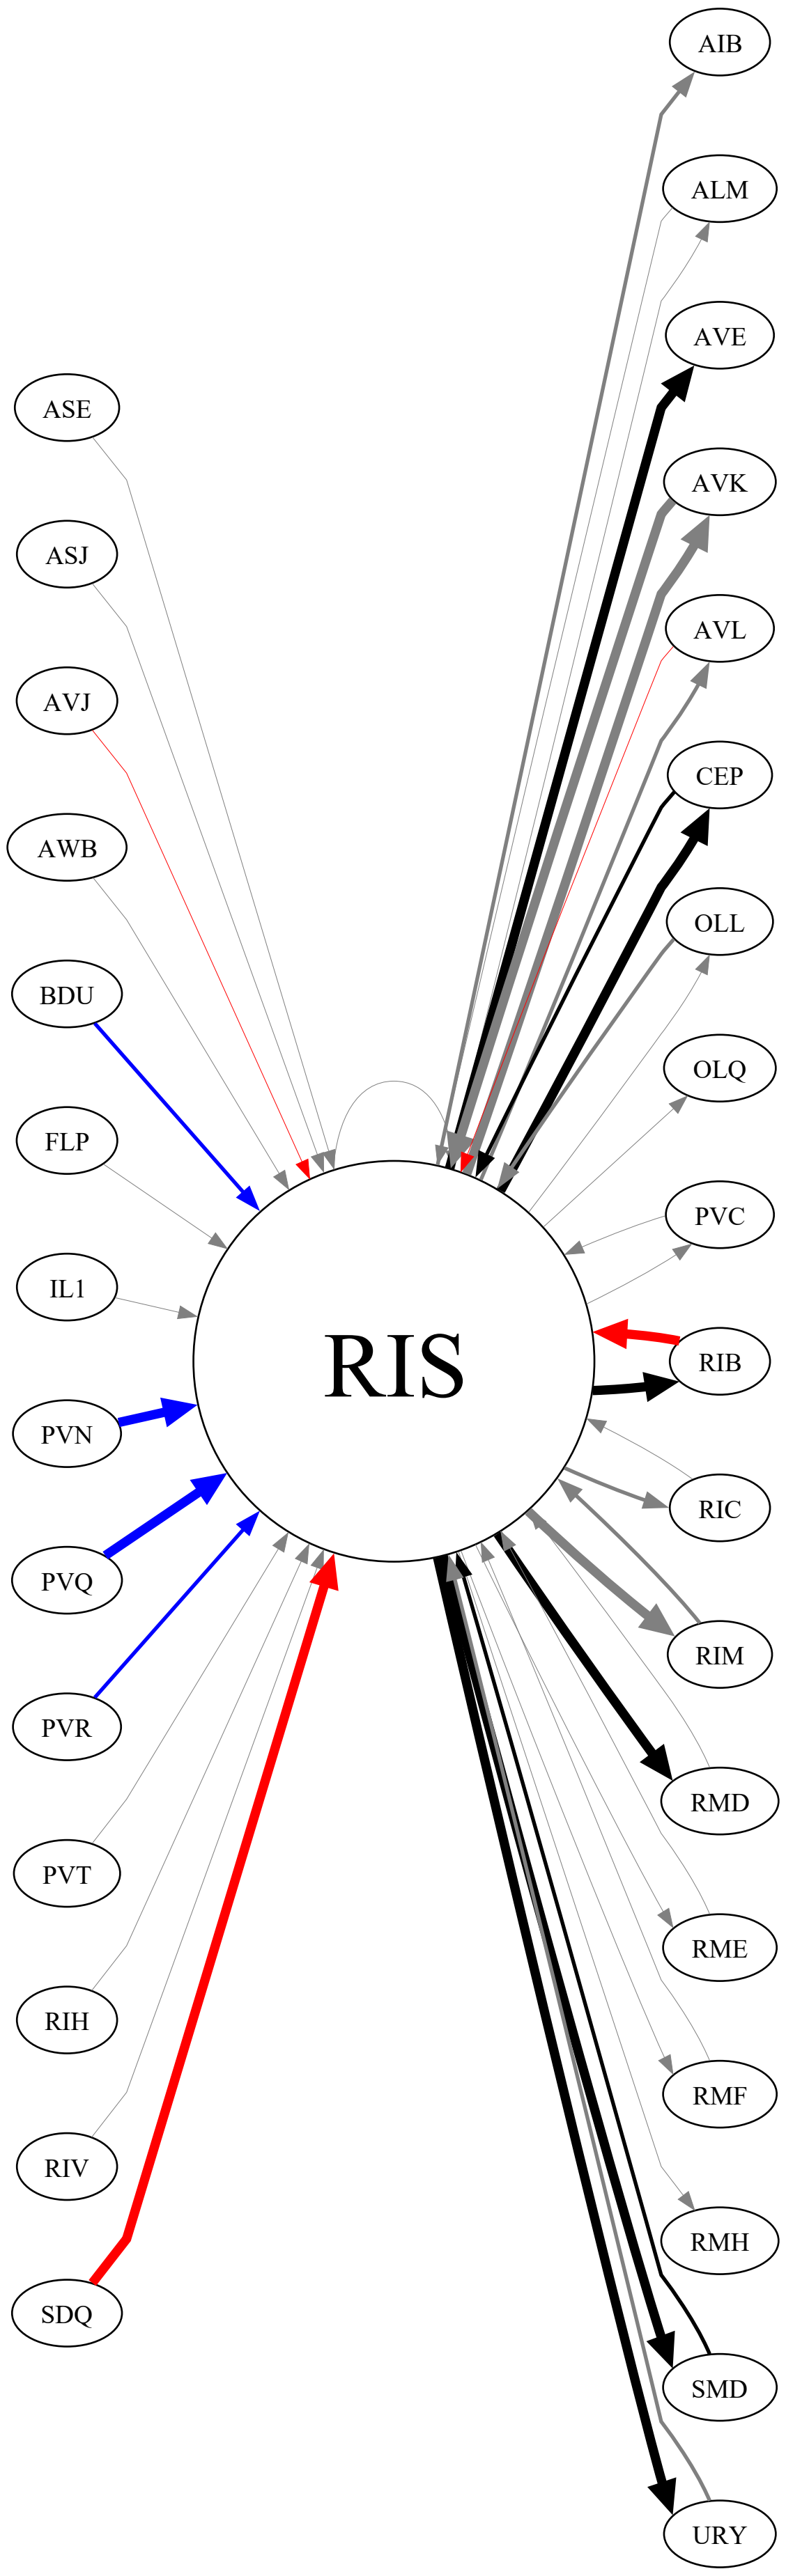 AIB
ALM
AVE
ASE
AVK
ASJ
AVL
AVJ
CEP
AWB
OLL
BDU
OLQ
FLP
PVC
IL1
RIS
RIB
PVN
RIC
PVQ
RIM
PVR
RMD
PVT
RME
RIH
RMF
RIV
RMH
SDQ
SMD
URY